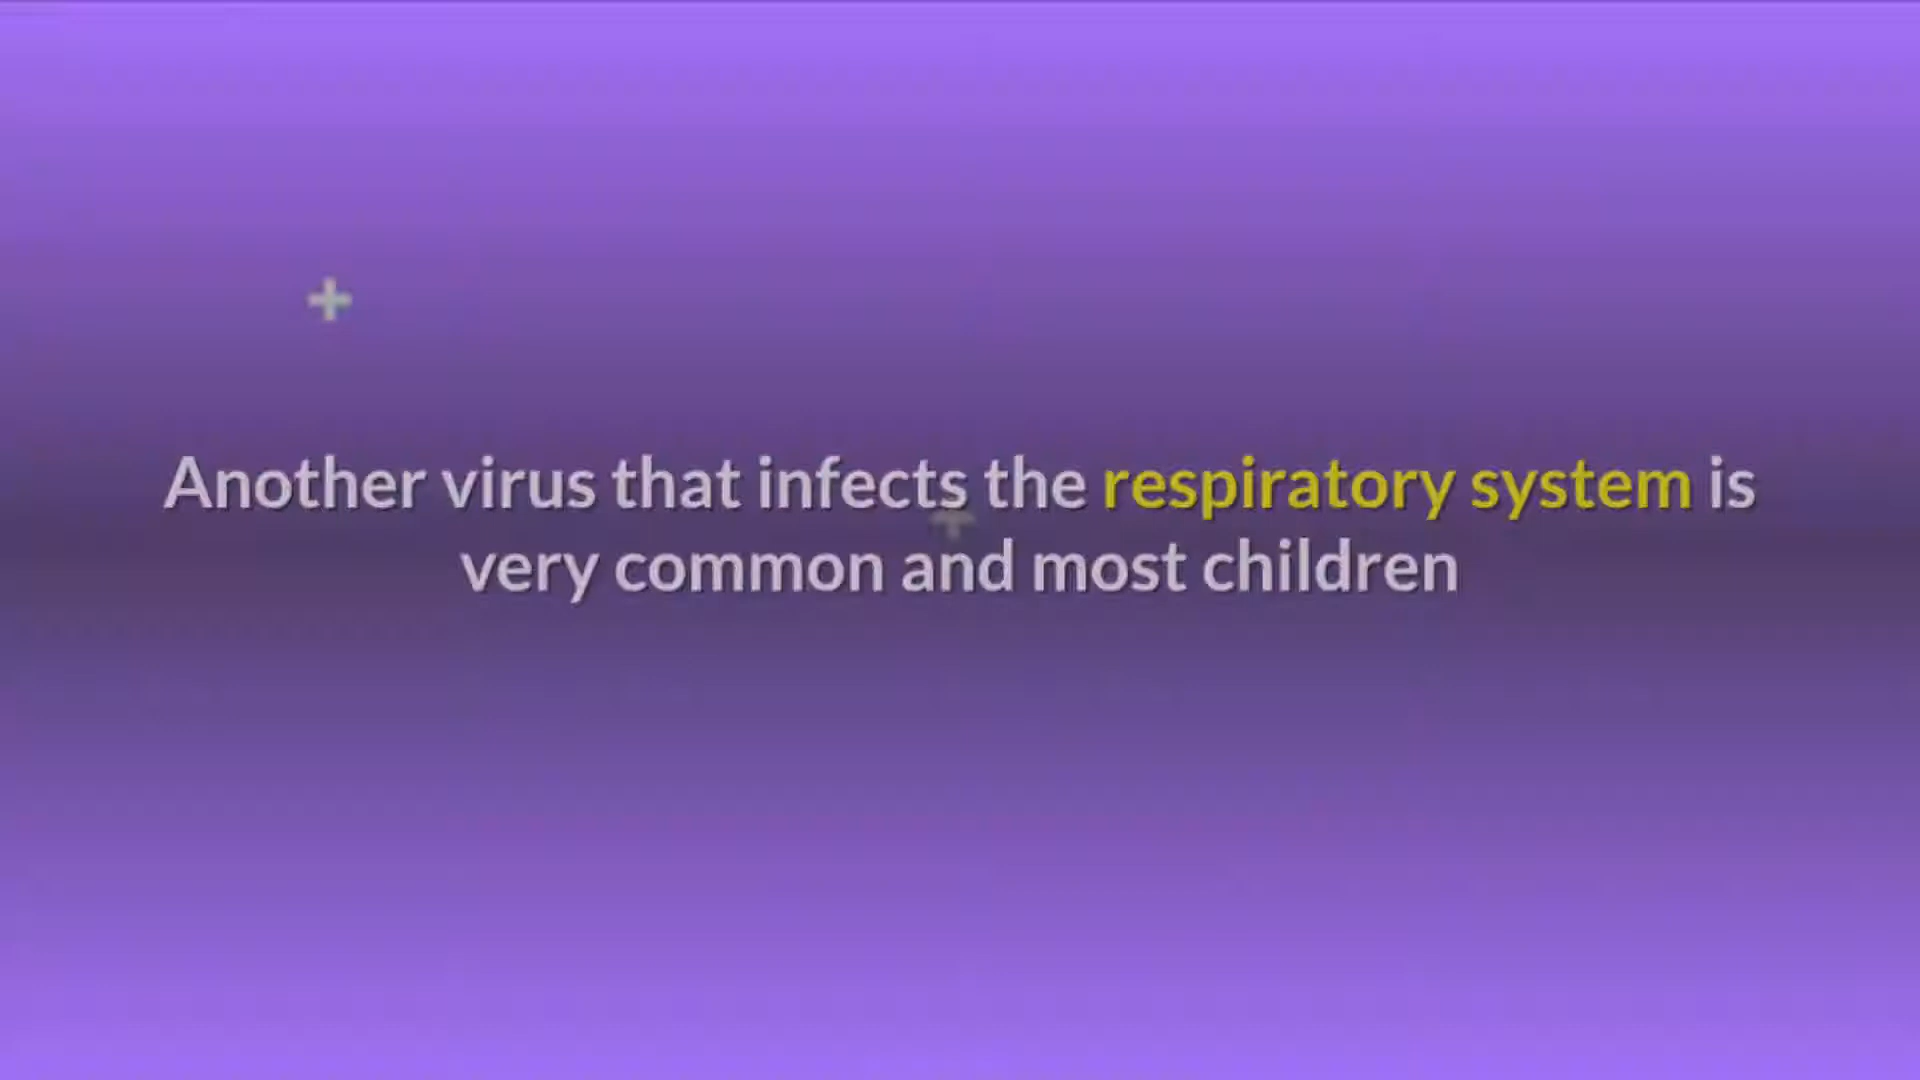 Another virus that infects the respiratory system is
very common and most children